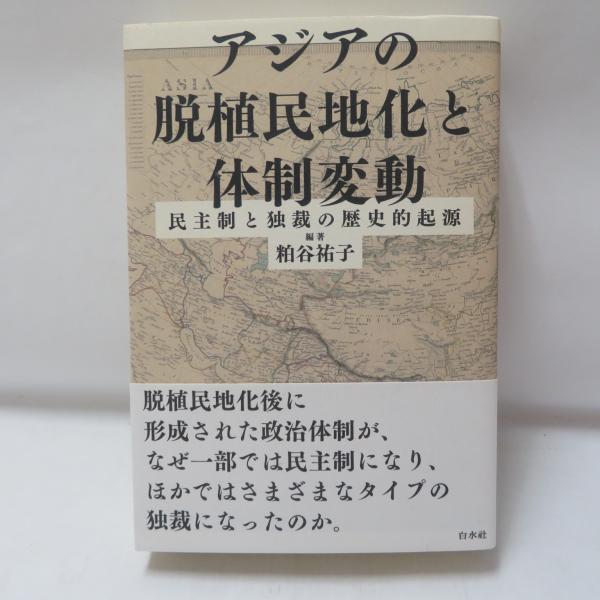 アジアの
脱植民地化と
体制変動
民主制と独裁の歴史的起源
編著
粕谷祐子
ASIA
CHINESE
脱植民地化後に
形成された政治体制が、
なぜ一部では民主制になり、
ほかではさまざまなタイプの
独裁になったのか。
白水社